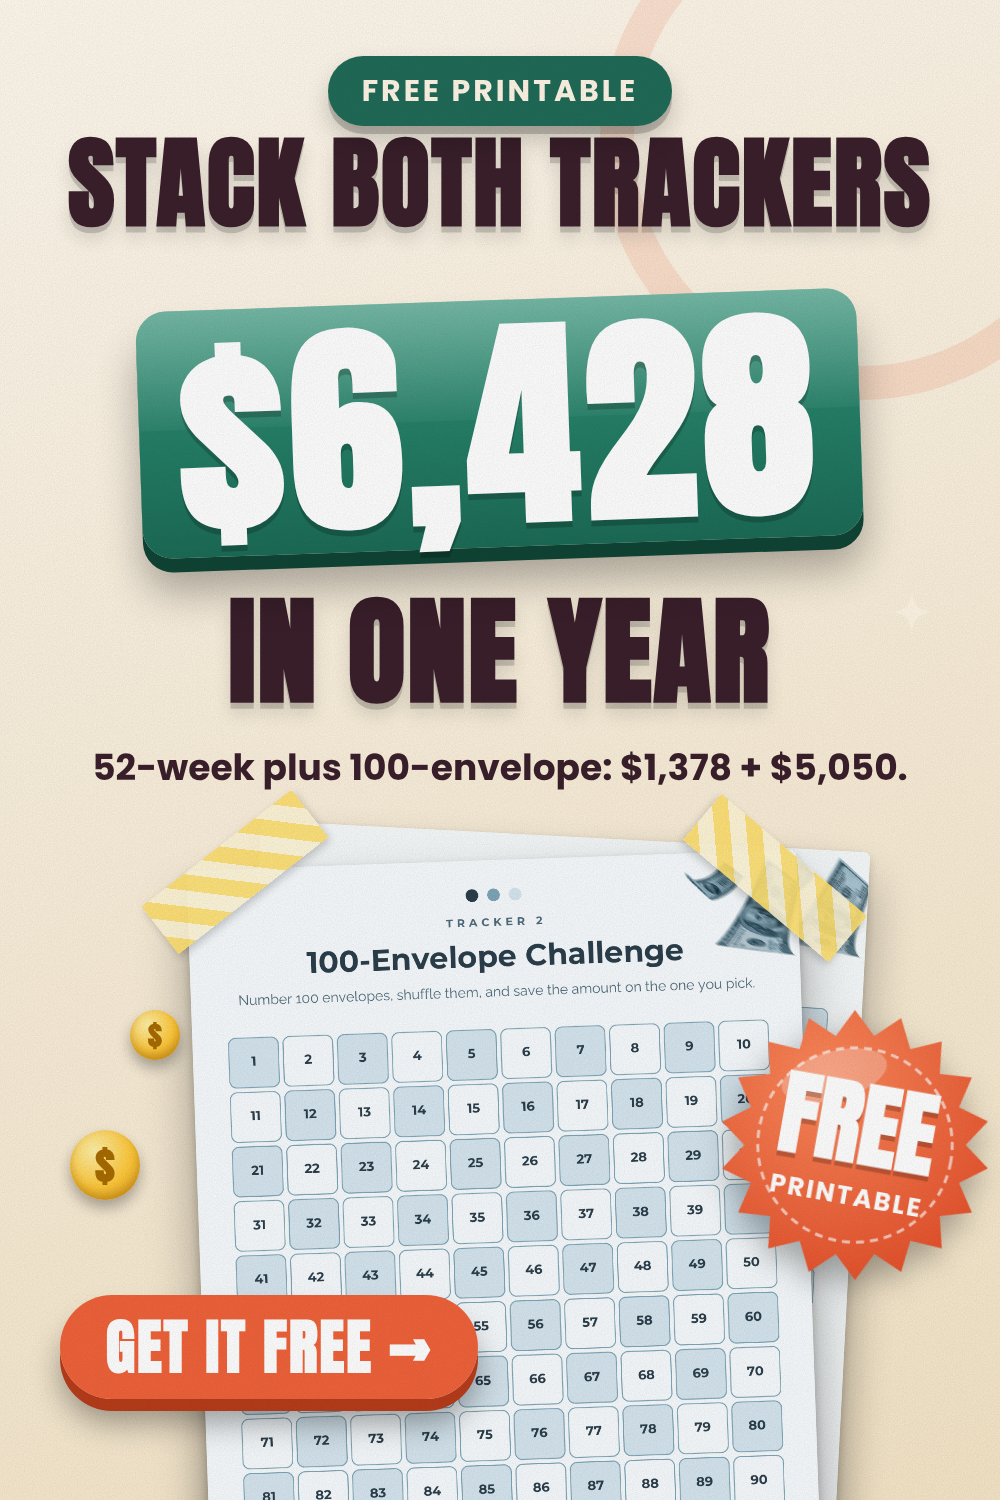 FREE PRINTABLE
STACK BOTH TRACKERS
$6,428
IN ONE YEAR
52-week plus 100-envelope: $1,378 + $5,050.
TRACKER 2
100-Envelope Challenge
Number 100 envelopes, shuffle them, and save the amount on the one you pick.
1 2 3 4 5 6 7 8 9 10
11 12 13 14 15 16 17 18 19
21 22 23 24 25 26 27 28 29
31 32 33 34 35 36 37 38 39
41 42 43 44 45 46 47 48 49 50
55 56 57 58 59 60
65 66 67 68 69 70
71 72 73 74 75 76 77 78 79 80
81 82 83 84 85 86 87 88 89 90
$
$
FREE
PRINTABLE
GET IT FREE →